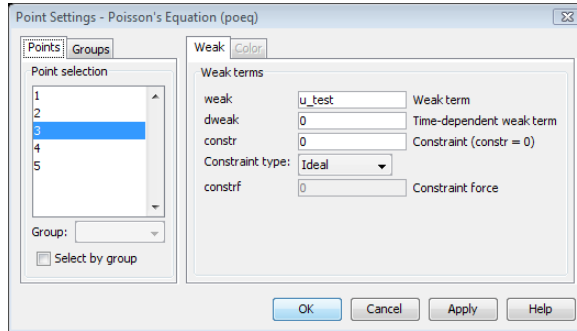 Point Settings - Poisson's Equation (poeq)
Points Groups
Point selection
1
2
3
4
5
Group:
Select by group
Weak Color
Weak terms
weak u_test Weak term
dweak 0 Time-dependent weak term
constr 0 Constraint (constr = 0)
Constraint type: Ideal
constrf 0 Constraint force
OK Cancel Apply Help